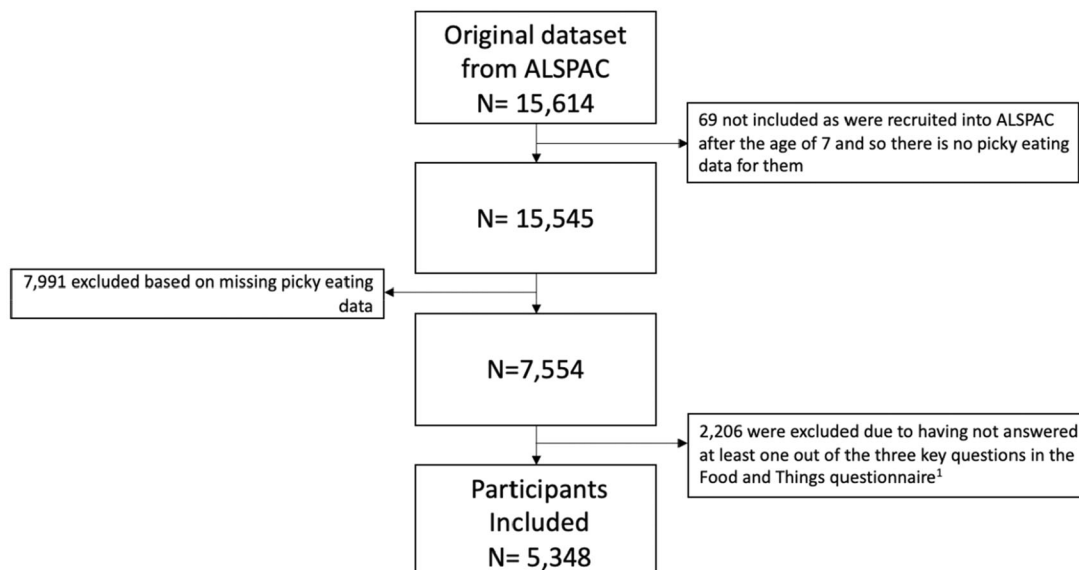 Original dataset
from ALSPAC
N= 15,614
69 not included as were recruited into ALSPAC
after the age of 7 and so there is no picky eating
data for them
N= 15,545
7,991 excluded based on missing picky eating
data
N=7,554
2,206 were excluded due to having not answered
at least one out of the three key questions in the
Food and Things questionnaire¹
Participants
Included
N= 5,348